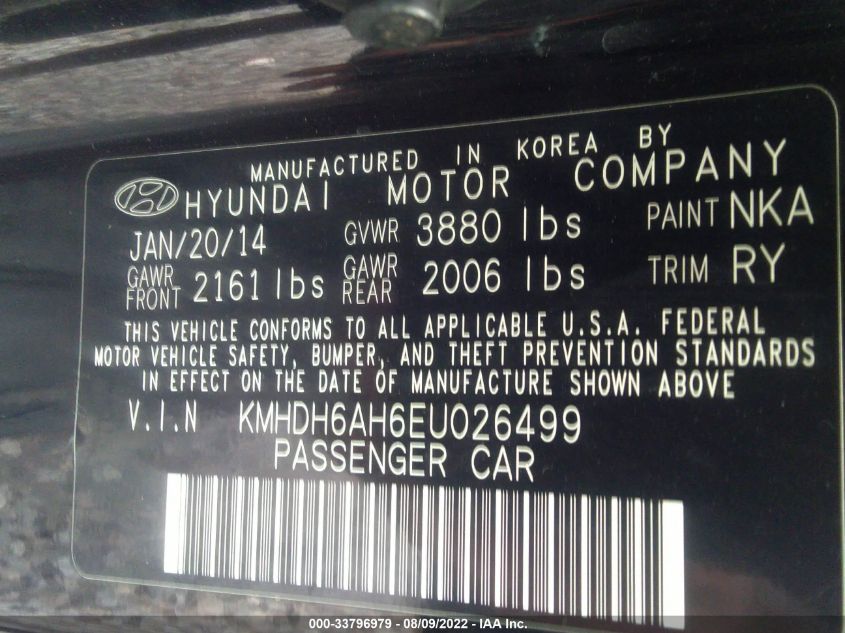 MANUFACTURED IN KOREA BY
HYUNDAI MOTOR COMPANY
JAN/20/14 GVWR 3880 lbs PAINT NKA
GAWR FRONT 2161 lbs GAWR REAR 2006 lbs TRIM RY
THIS VEHICLE CONFORMS TO ALL APPLICABLE U.S.A. FEDERAL
MOTOR VEHICLE SAFETY, BUMPER, AND THEFT PREVENTION STANDARDS
IN EFFECT ON THE DATE OF MANUFACTURE SHOWN ABOVE
V.I.N KMHDH6AH6EU026499
PASSENGER CAR
000-33796979 - 08/09/2022 - IAA Inc.